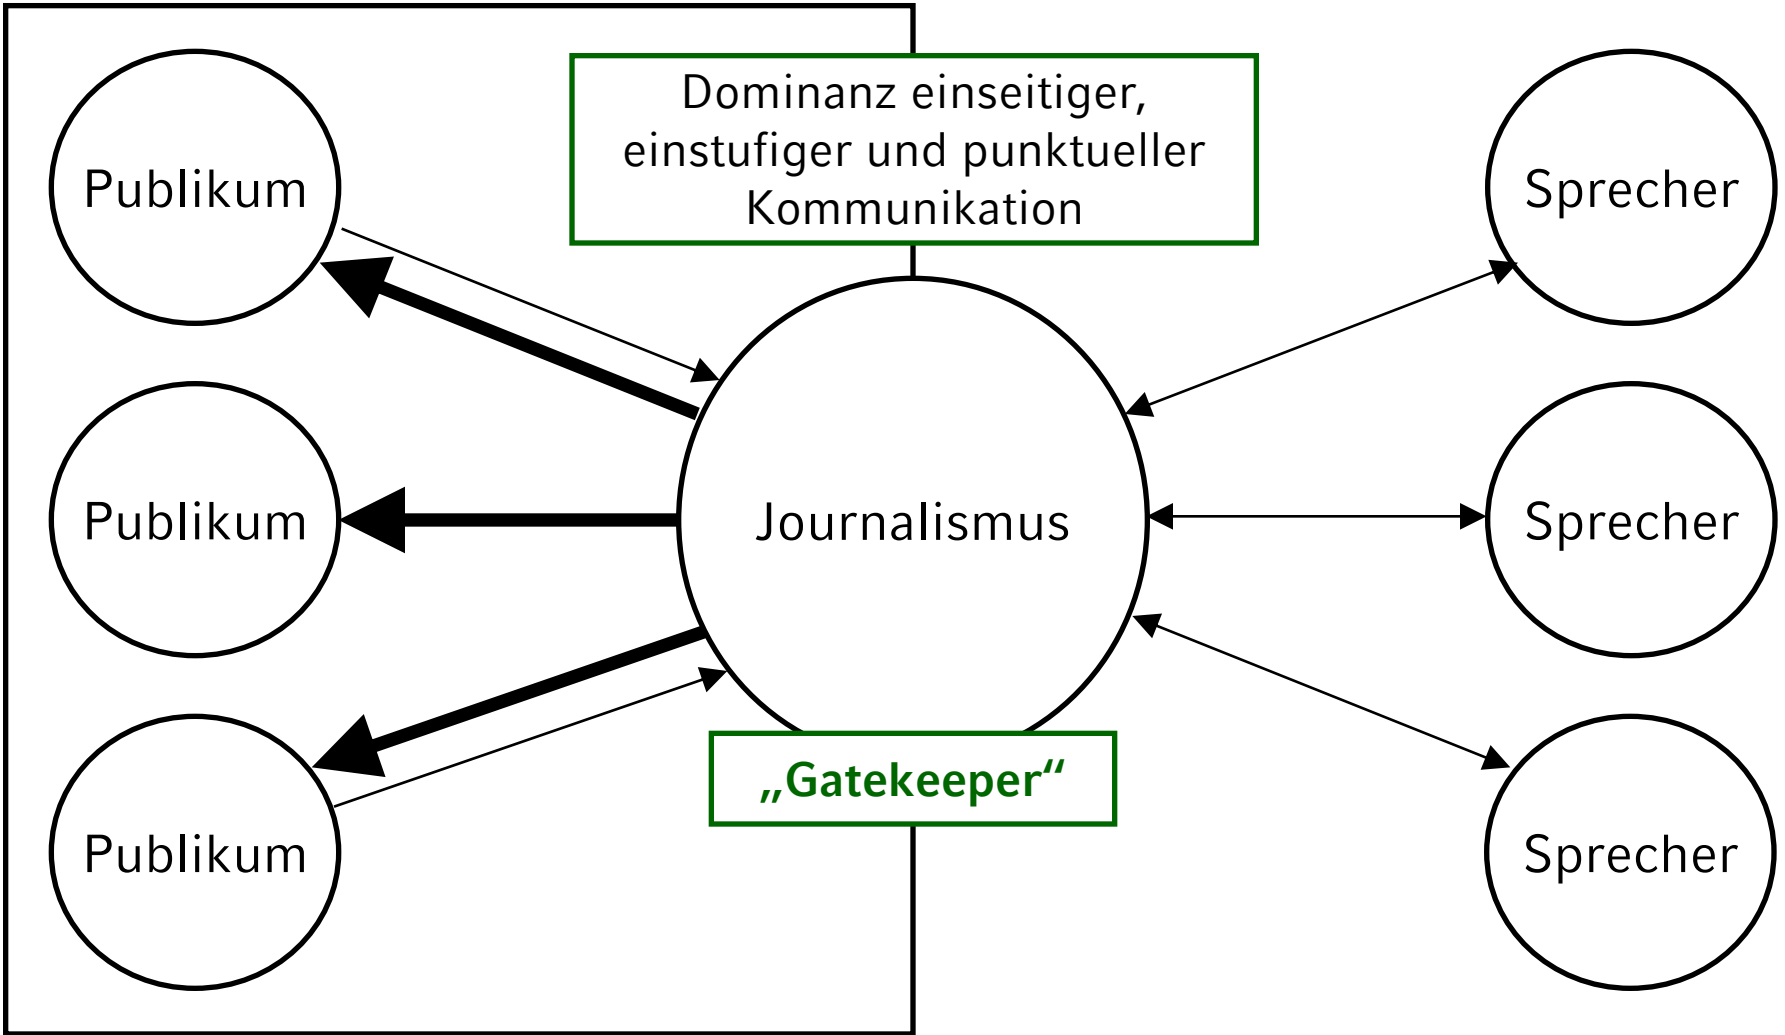 Dominanz einseitiger,
einstufiger und punktueller
Kommunikation
Publikum
Sprecher
Publikum
Journalismus
Sprecher
„Gatekeeper“
Publikum
Sprecher